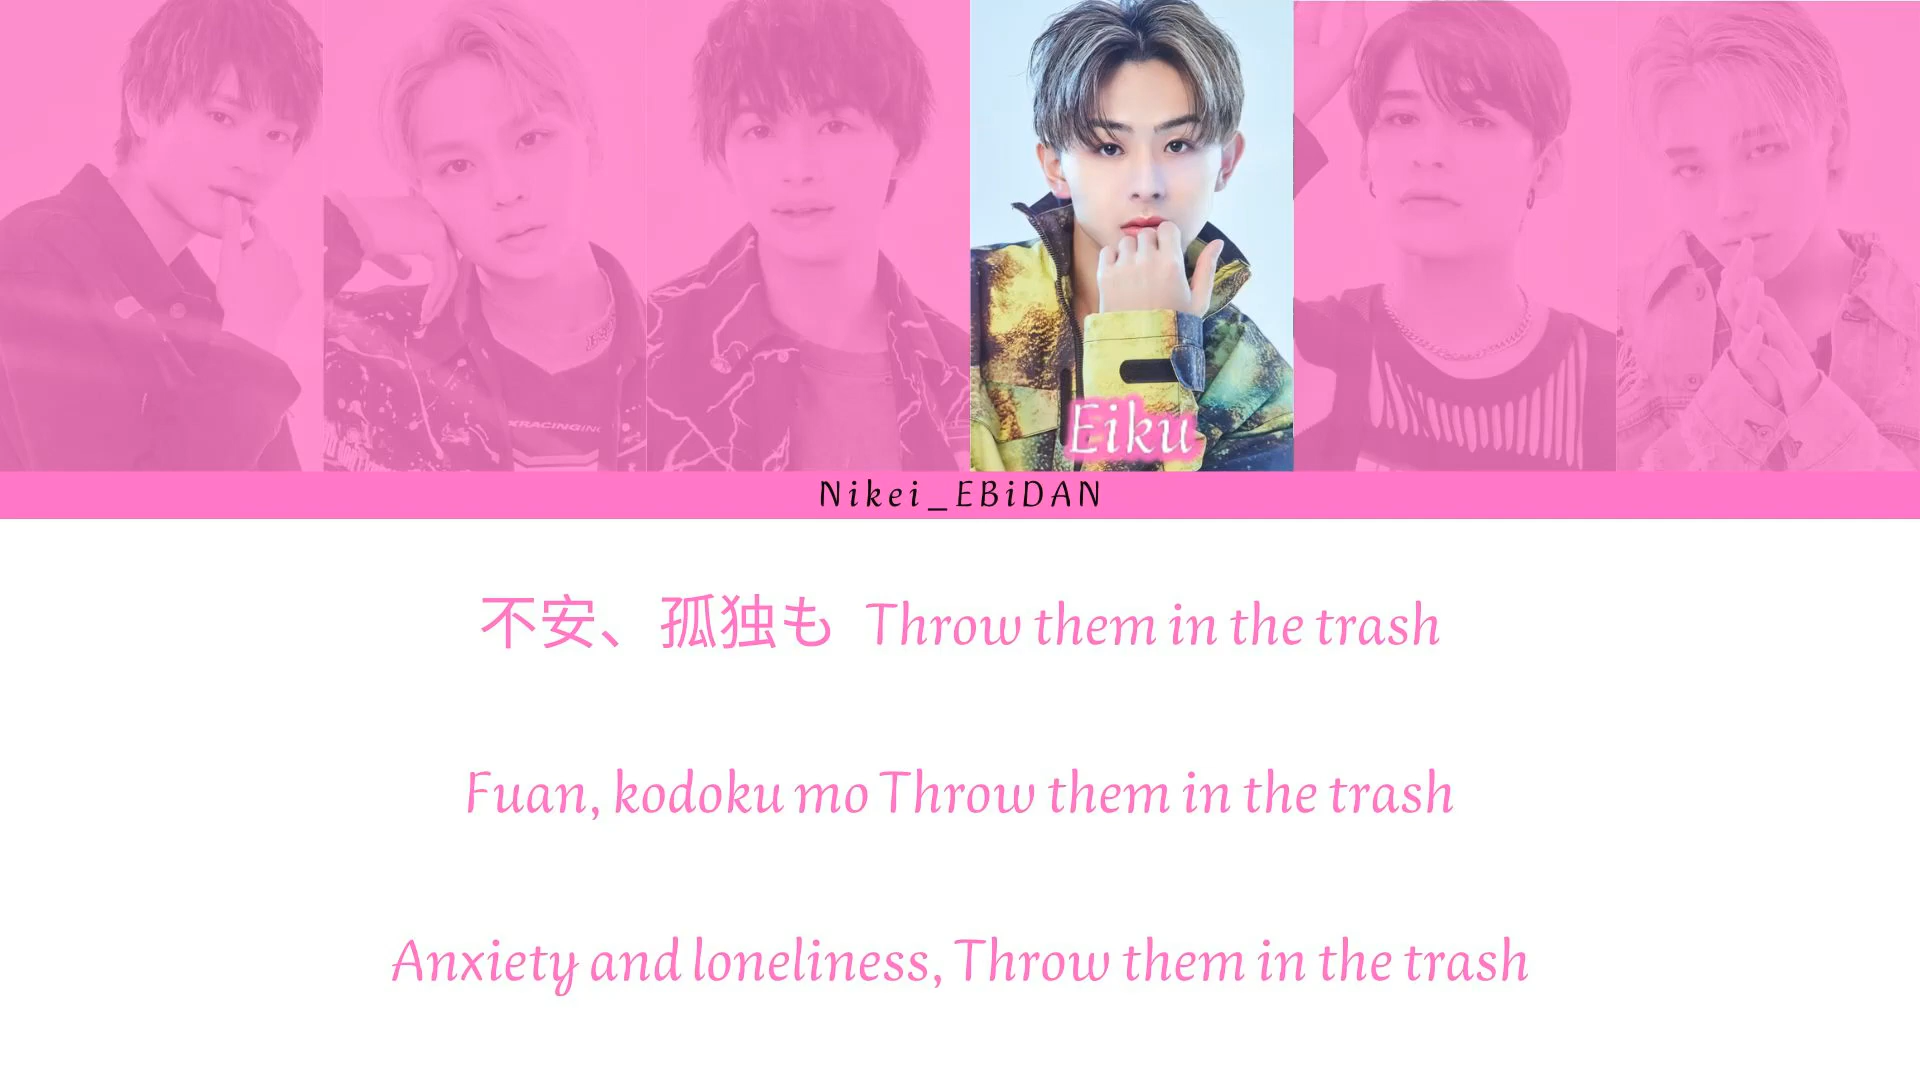 XRACINGING
Eiku
Nikei_EBiDAN
不安、孤独も Throw them in the trash
Fuan, kodoku mo Throw them in the trash
Anxiety and loneliness, Throw them in the trash